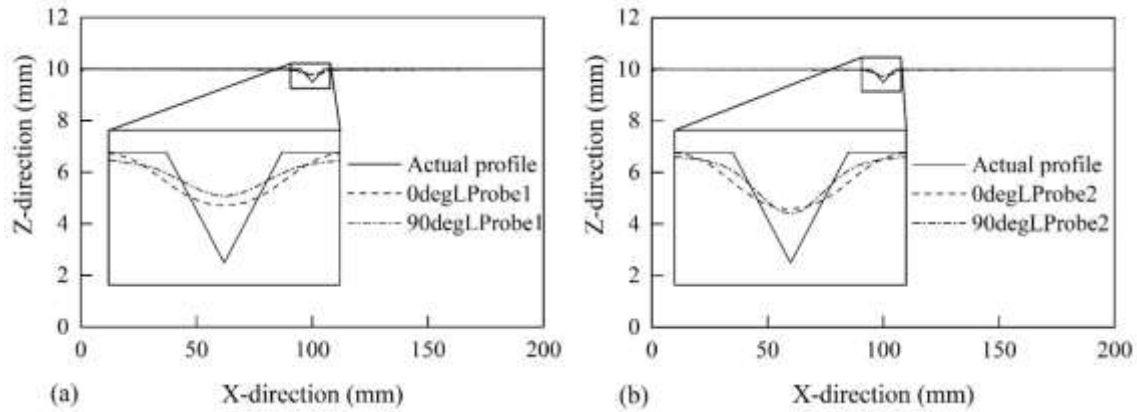 12
10
8
6
4
2
0
Z-direction (mm)
Actual profile
0degLProbe1
90degLProbe1
0 50 100 150 200
(a) X-direction (mm)
12
10
8
6
4
2
0
Z-direction (mm)
Actual profile
0degLProbe2
90degLProbe2
0 50 100 150 200
(b) X-direction (mm)